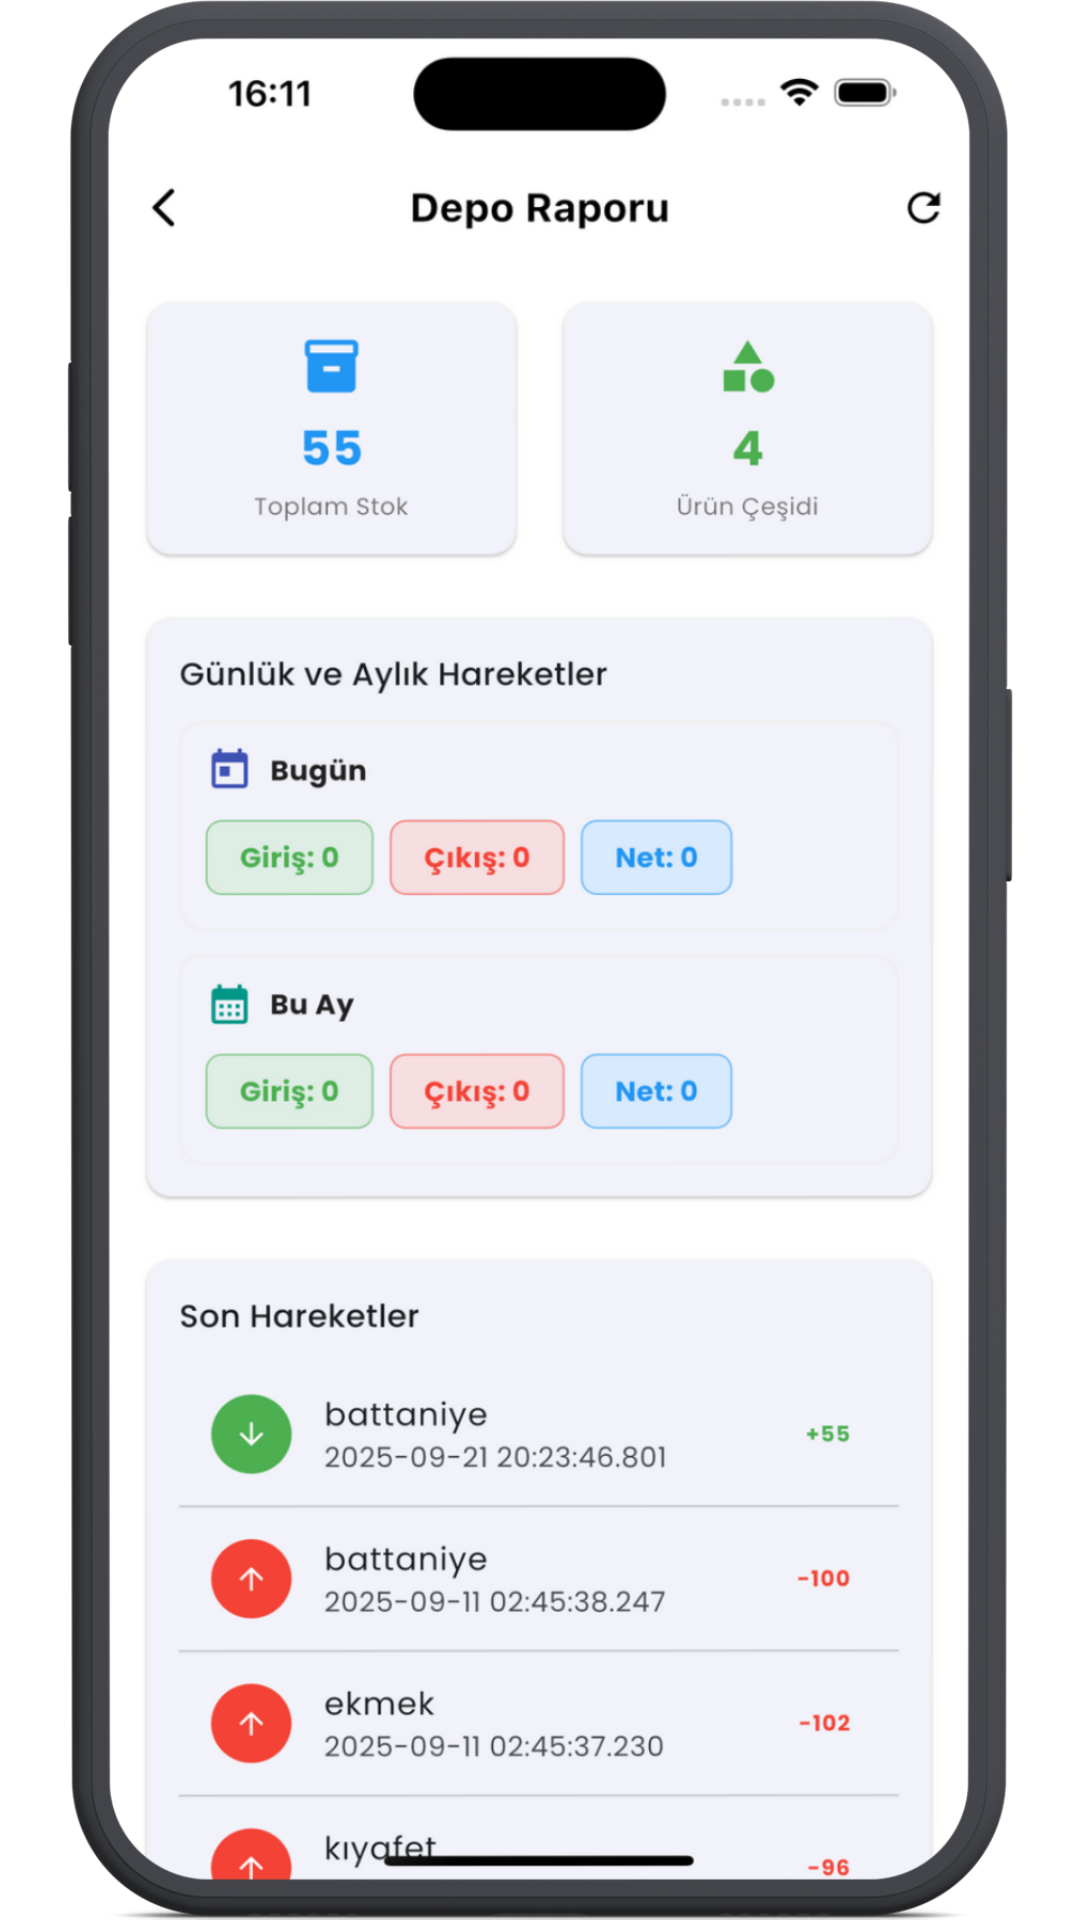 16:11
Depo Raporu
55
Toplam Stok
4
Ürün Çeşidi
Günlük ve Aylık Hareketler
Bugün
Giriş: 0
Çıkış: 0
Net: 0
Bu Ay
Giriş: 0
Çıkış: 0
Net: 0
Son Hareketler
battaniye
2025-09-21 20:23:46.801
+55
battaniye
2025-09-11 02:45:38.247
-100
ekmek
2025-09-11 02:45:37.230
-102
kıyafet
-96